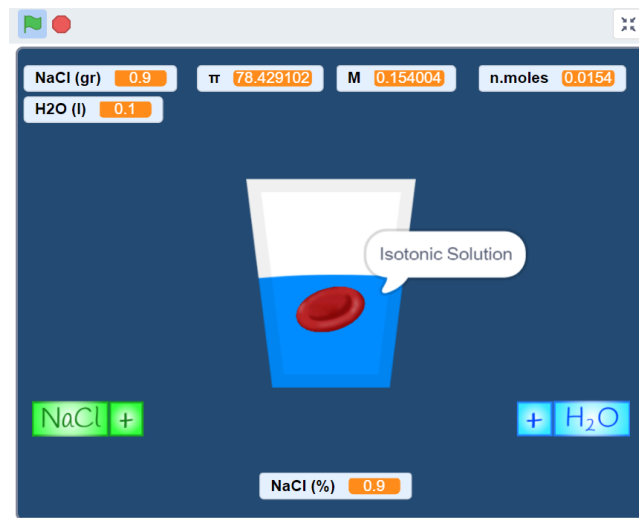 NaCl (gr) 0.9 π 78.429102 M 0.154004 n.moles 0.0154
H2O (l) 0.1
Isotonic Solution
NaCl + + H₂O
NaCl (%) 0.9